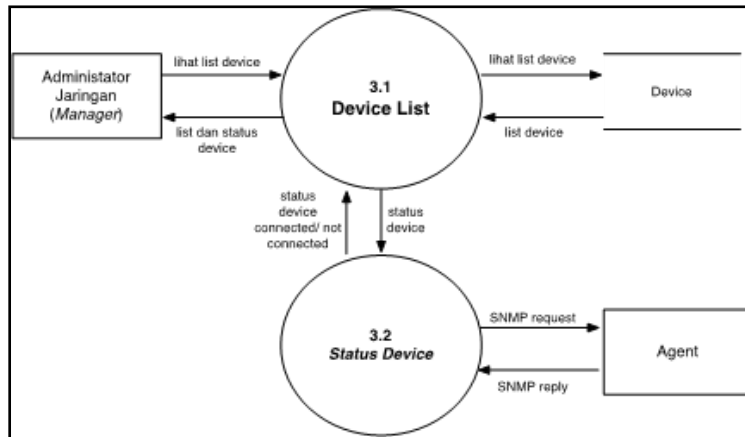 lihat list device
Administator
Jaringan
(Manager)
list dan status
device
3.1
Device List
lihat list device
Device
list device
status
device
connected/ not
connected
status
device
3.2
Status Device
SNMP request
Agent
SNMP reply